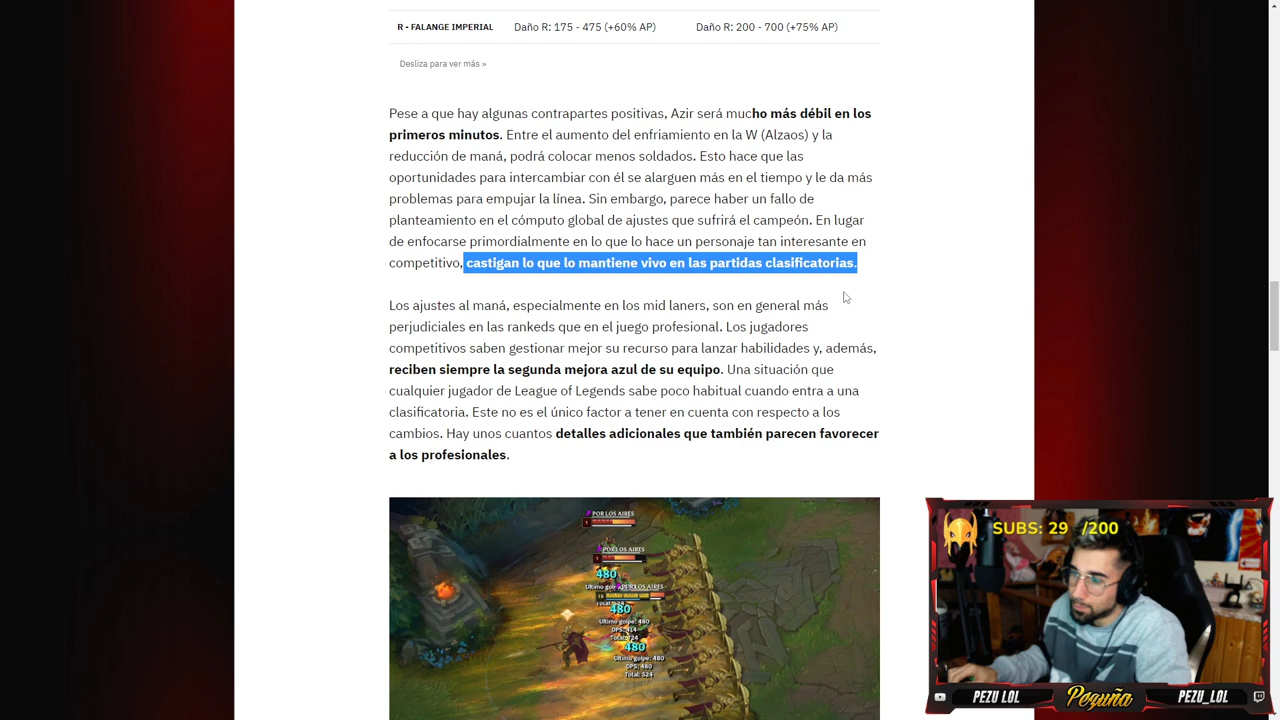 R - FALANGE IMPERIAL Daño R: 175 - 475 (+60% AP) Daño R: 200 - 700 (+75% AP)
Desliza para ver más »
Pese a que hay algunas contrapartes positivas, Azir será mucho más débil en los
primeros minutos. Entre el aumento del enfriamiento en la W (Alzaos) y la
reducción de maná, podrá colocar menos soldados. Esto hace que las
oportunidades para intercambiar con él se alarguen más en el tiempo y le da más
problemas para empujar la línea. Sin embargo, parece haber un fallo de
planteamiento en el cómputo global de ajustes que sufrirá el campeón. En lugar
de enfocarse primordialmente en lo que lo hace un personaje tan interesante en
competitivo, castigan lo que lo mantiene vivo en las partidas clasificatorias.
Los ajustes al maná, especialmente en los mid laners, son en general más
perjudiciales en las rankeds que en el juego profesional. Los jugadores
competitivos saben gestionar mejor su recurso para lanzar habilidades y, además,
reciben siempre la segunda mejora azul de su equipo. Una situación que
cualquier jugador de League of Legends sabe poco habitual cuando entra a una
clasificatoria. Este no es el único factor a tener en cuenta con respecto a los
cambios. Hay unos cuantos detalles adicionales que también parecen favorecer
a los profesionales.
POR LOS AIRES
POR LOS AIRES
480
POR LOS AIRES
480
Ultimo golpe: 480
480
Ultimo golpe: 480
DPS: 480
Total: 524
SUBS: 29 /200
PEZU LOL
Pezuña
PEZU_LOL